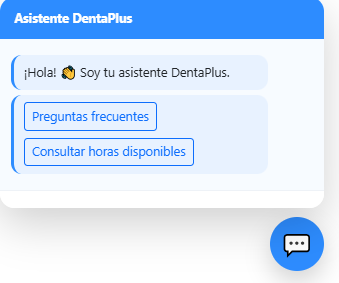 Asistente DentaPlus
¡Hola! 👏 Soy tu asistente DentaPlus.
Preguntas frecuentes
Consultar horas disponibles